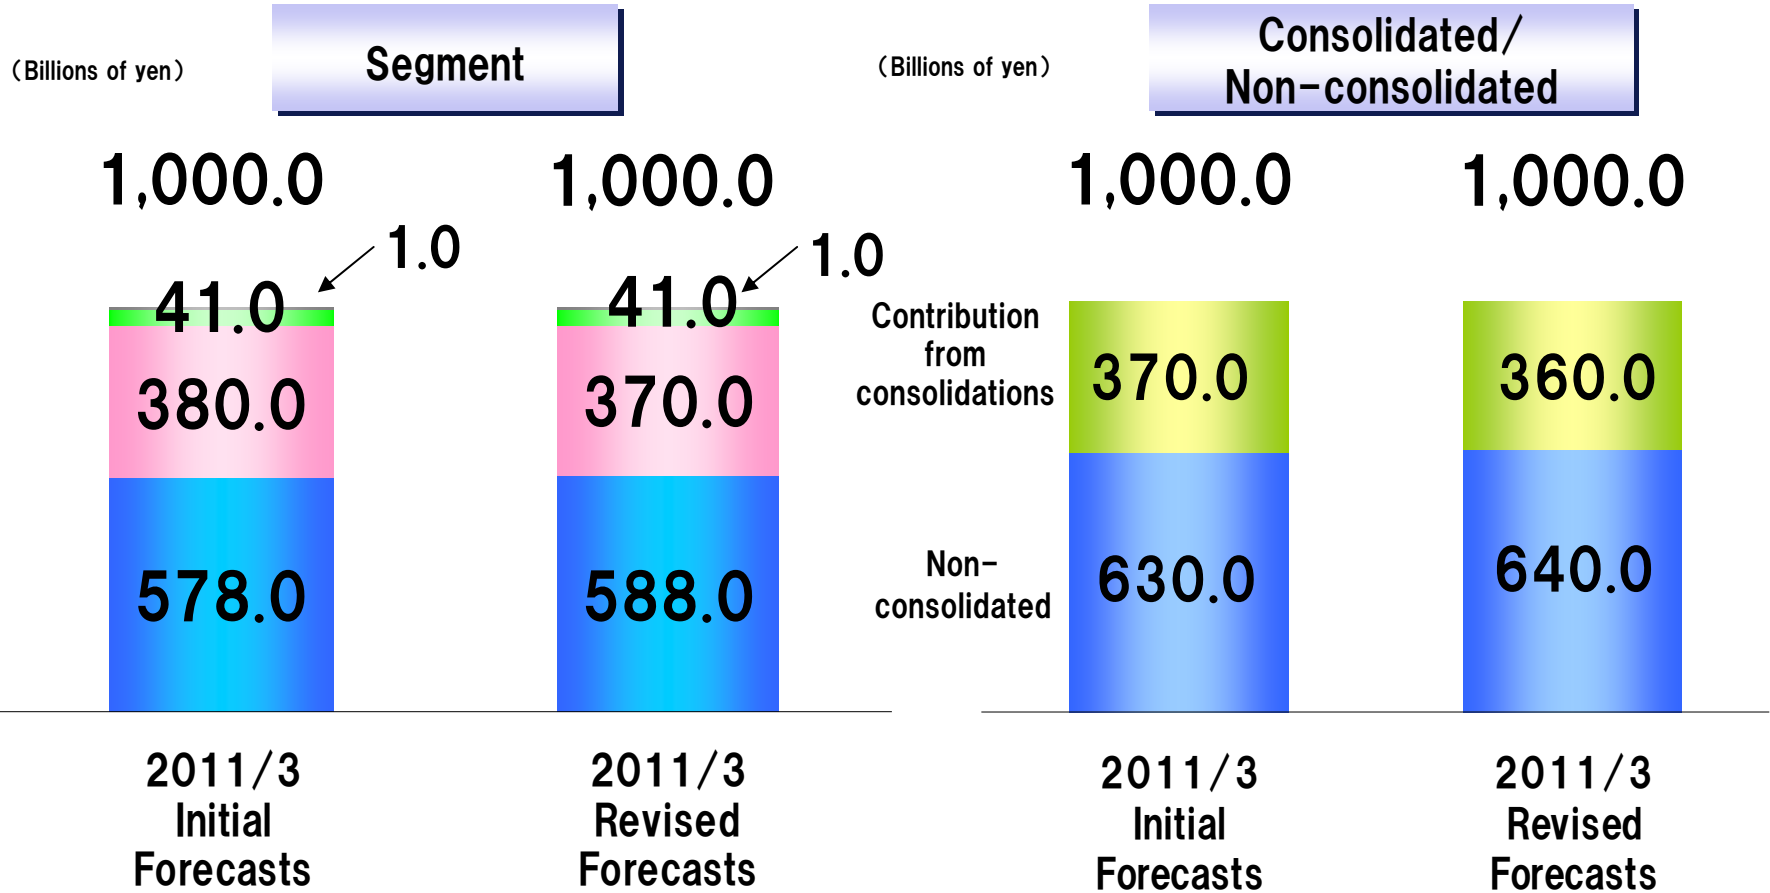 （Billions of yen）
Segment
1,000.0
1,000.0
1.0
1.0
41.0
41.0
380.0
370.0
578.0
588.0
2011/3
Initial
Forecasts
2011/3
Revised
Forecasts
（Billions of yen）
Consolidated/
Non-consolidated
1,000.0
1,000.0
Contribution
from
consolidations
370.0
360.0
Non-
consolidated
630.0
640.0
2011/3
Initial
Forecasts
2011/3
Revised
Forecasts